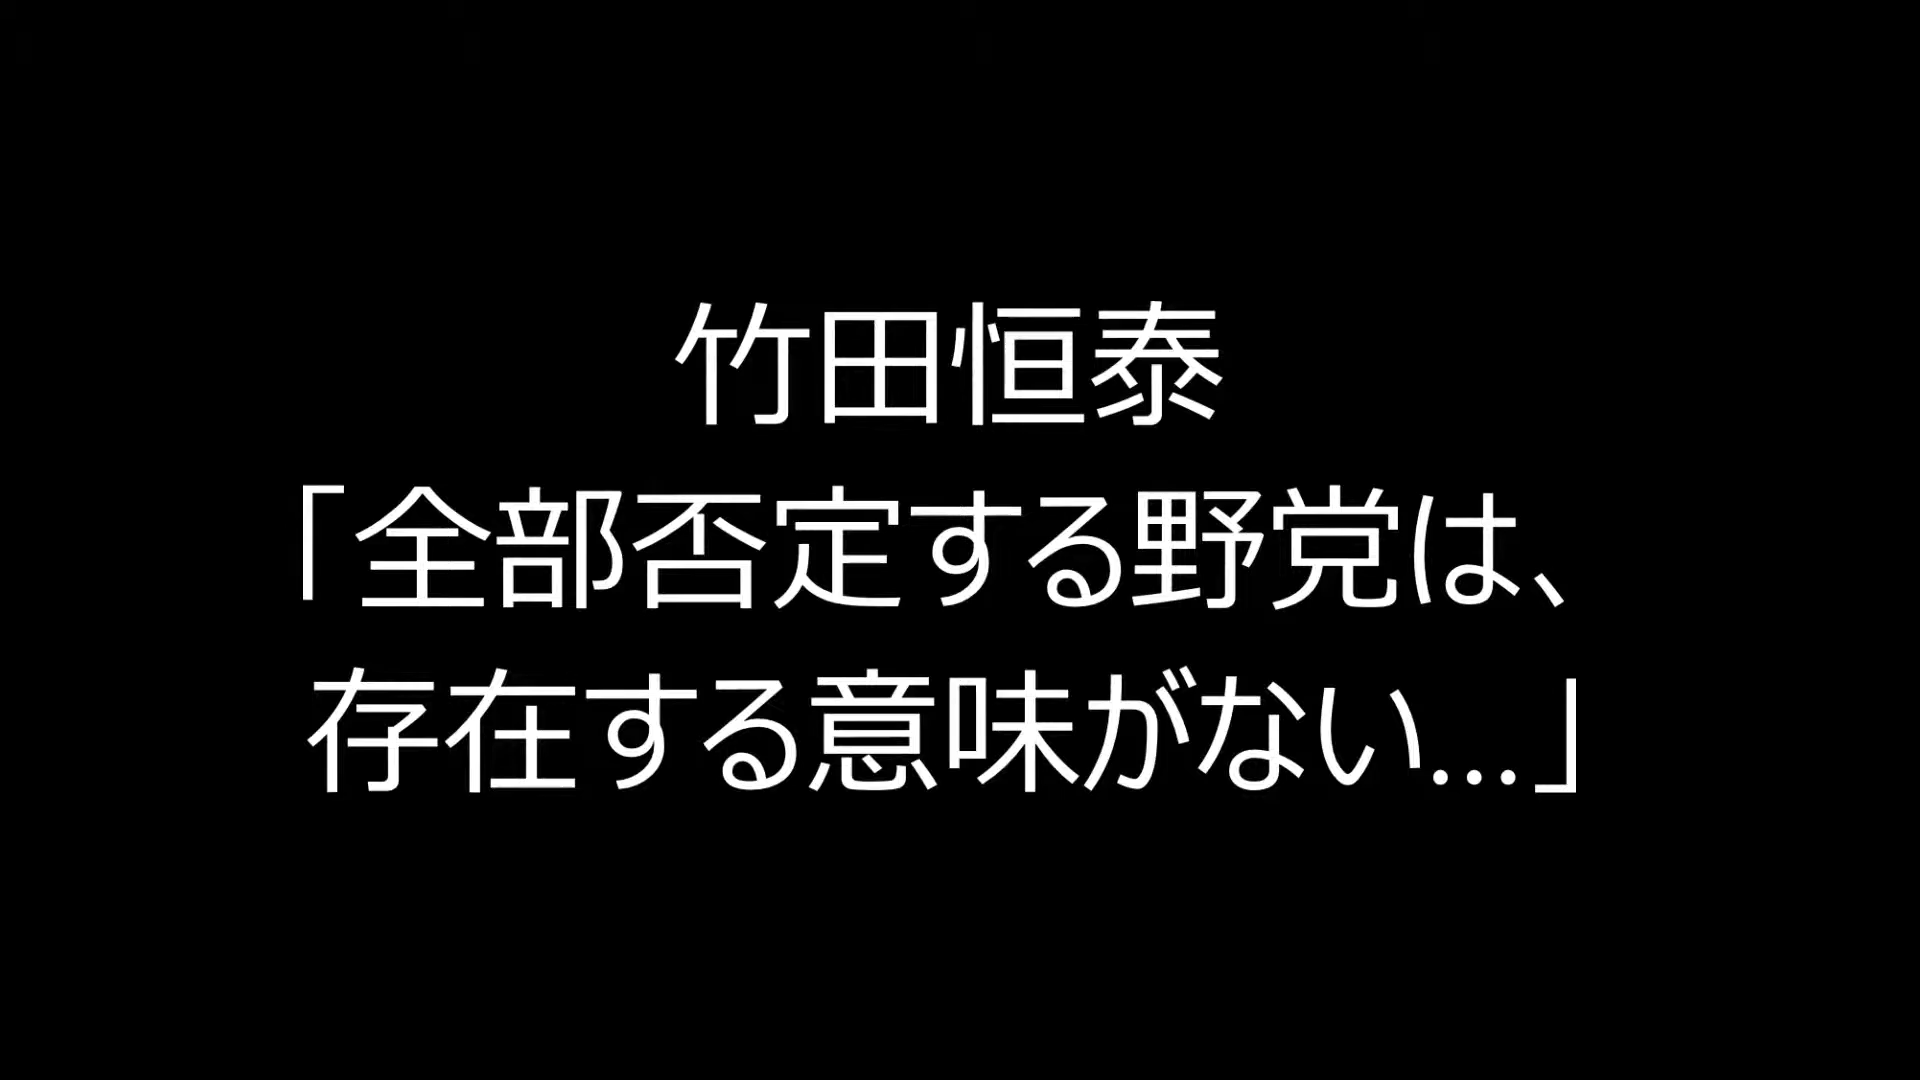 竹田恒泰
「全部否定する野党は、
存在する意味がない...」